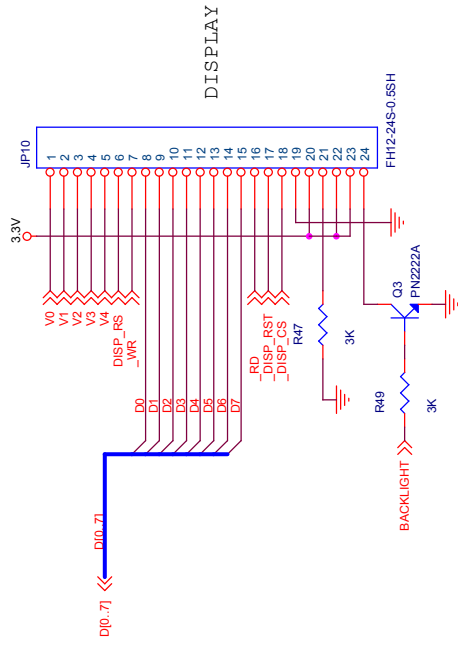 DISPLAY
JP10
1
2
3
4
5
6
7
8
9
10
11
12
13
14
15
16
17
18
19
20
21
22
23
24
FH12-24S-0.5SH
3.3V
V0
V1
V2
V3
V4
DISP_RS
_WR
D0
D1
D2
D3
D4
D5
D6
D7
D[0..7]
D[0..7]
_RD
_DISP_RST
_DISP_CS
R47
3K
Q3
PN2222A
R49
3K
BACKLIGHT